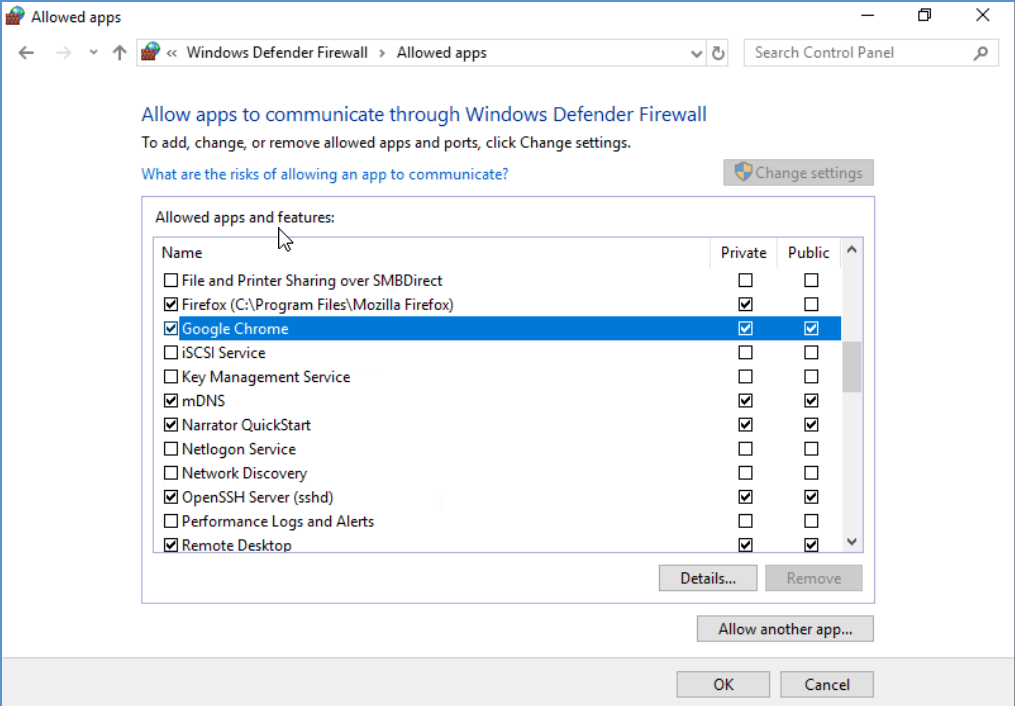 Allowed apps
« Windows Defender Firewall > Allowed apps
Search Control Panel
Allow apps to communicate through Windows Defender Firewall
To add, change, or remove allowed apps and ports, click Change settings.
What are the risks of allowing an app to communicate?
Change settings
Allowed apps and features:
Name Private Public
File and Printer Sharing over SMBDirect
Firefox (C:\Program Files\Mozilla Firefox)
Google Chrome
iSCSI Service
Key Management Service
mDNS
Narrator QuickStart
Netlogon Service
Network Discovery
OpenSSH Server (sshd)
Performance Logs and Alerts
Remote Desktop
Details... Remove
Allow another app...
OK Cancel